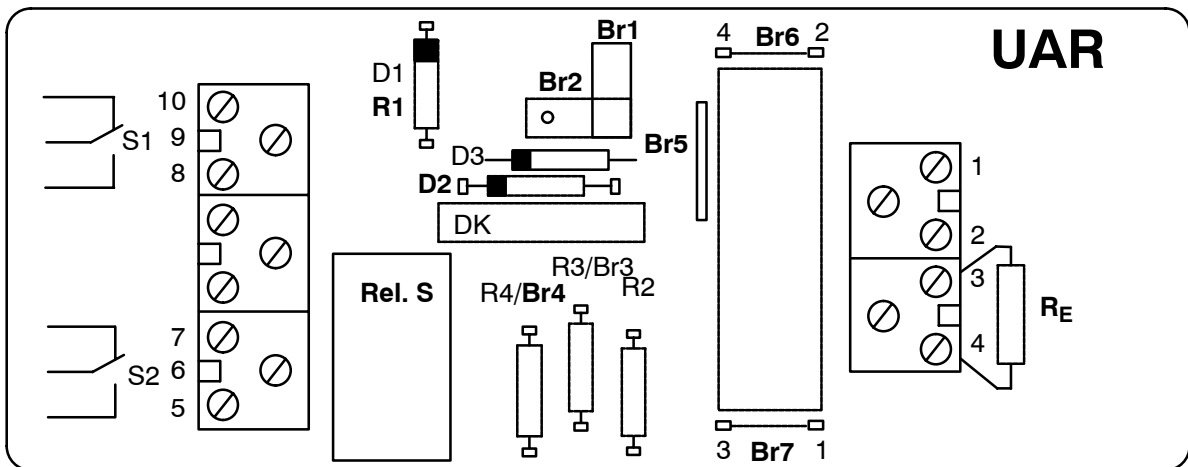 Br1
4 Br6 2
UAR
D1
R1
Br2
10
9
8
S1
Br5
D3
D2
DK
1
2
3
4
RE
Rel. S
R3/Br3
R4/Br4
R2
7
6
5
S2
3 Br7 1